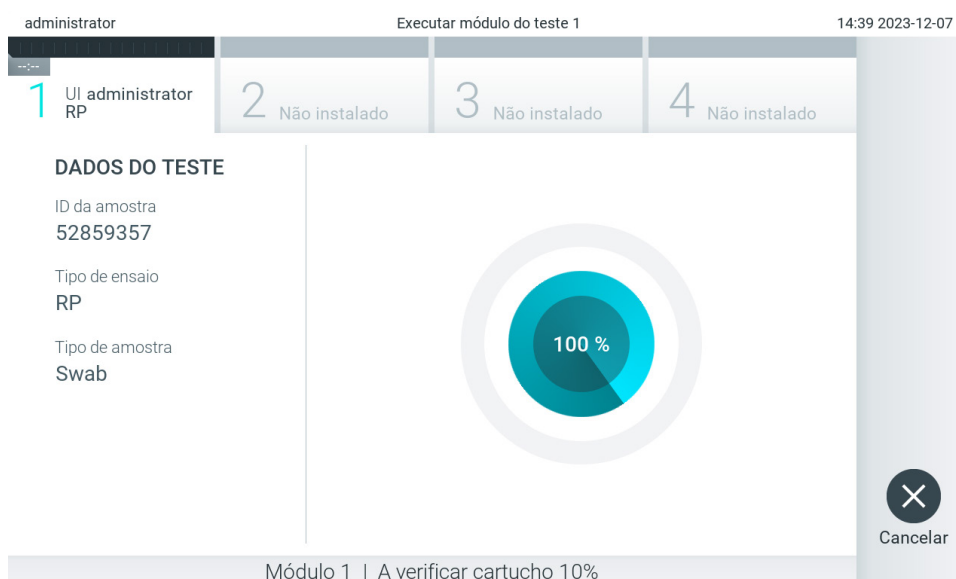 administrator
Executar módulo do teste 1
14:39 2023-12-07
--:--
1 UI administrator
RP
2 Não instalado
3 Não instalado
4 Não instalado
DADOS DO TESTE
ID da amostra
52859357
Tipo de ensaio
RP
Tipo de amostra
Swab
100 %
Cancelar
Módulo 1 | A verificar cartucho 10%